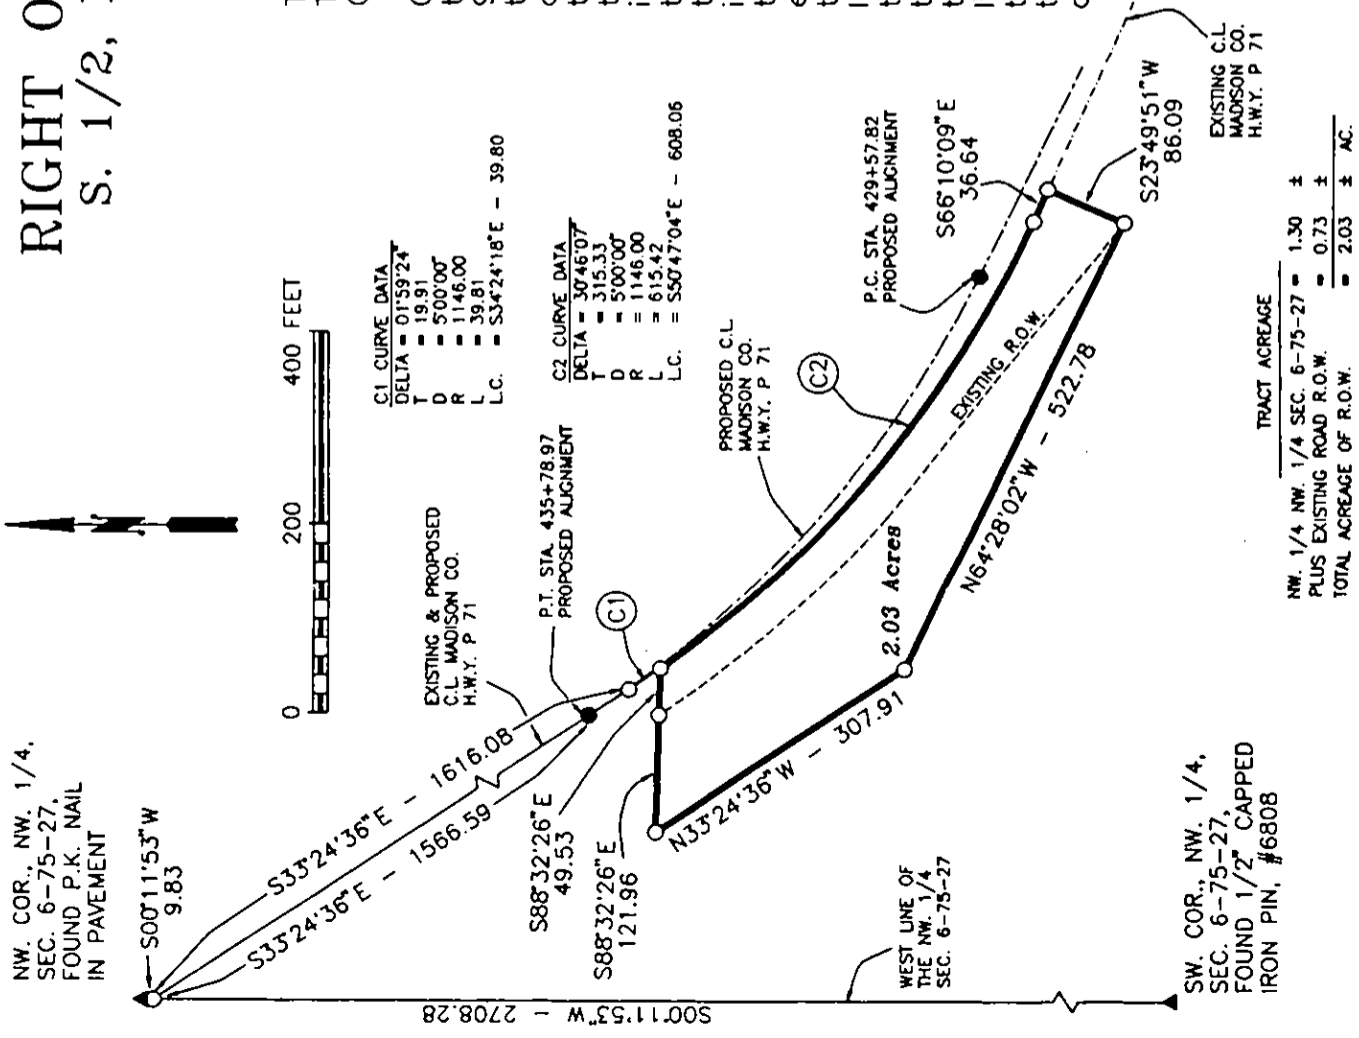 RIGHT O
S. 1/2,
NW. COR., NW. 1/4,
SEC. 6-75-27,
FOUND P.K. NAIL
IN PAVEMENT
S00°11'53"W
9.83
0 200 400 FEET
C1 CURVE DATA
DELTA = 01°59'24"
T = 19.91
D = 5°00'00"
R = 1146.00
L = 39.81
L.C. = S34°24'18"E - 39.80
C2 CURVE DATA
DELTA = 30°46'07"
T = 315.33
D = 5°00'00"
R = 1146.00
L = 615.42
L.C. = S50°47'04"E - 608.06
EXISTING & PROPOSED
C.L. MADISON CO.
H.W.Y. P 71
P.T. STA. 435+78.97
PROPOSED ALIGNMENT
C1
S33°24'36"E - 1616.08
S33°24'36"E - 1566.59
S88°32'26"E
49.53
S88°32'26"E
121.96
PROPOSED C.L.
MADISON CO.
H.W.Y. P 71
C2
P.C. STA. 429+57.82
PROPOSED ALIGNMENT
S66°10'09"E
36.64
EXISTING C.L.
MADISON CO.
H.W.Y. P 71
S23°49'51"W
86.09
EXISTING R.O.W.
2.03 Acres
N33°24'36"W - 307.91
N64°28'02"W - 522.78
WEST LINE OF
THE NW. 1/4
SEC. 6-75-27
S00°11'53"W - 2708.28
SW. COR., NW. 1/4,
SEC. 6-75-27,
FOUND 1/2" CAPPED
IRON PIN, #6808
TRACT ACREAGE
NW. 1/4 NW. 1/4 SEC. 6-75-27 = 1.30 ±
PLUS EXISTING ROAD R.O.W. = 0.73 ±
TOTAL ACREAGE OF R.O.W. = 2.03 ± AC.